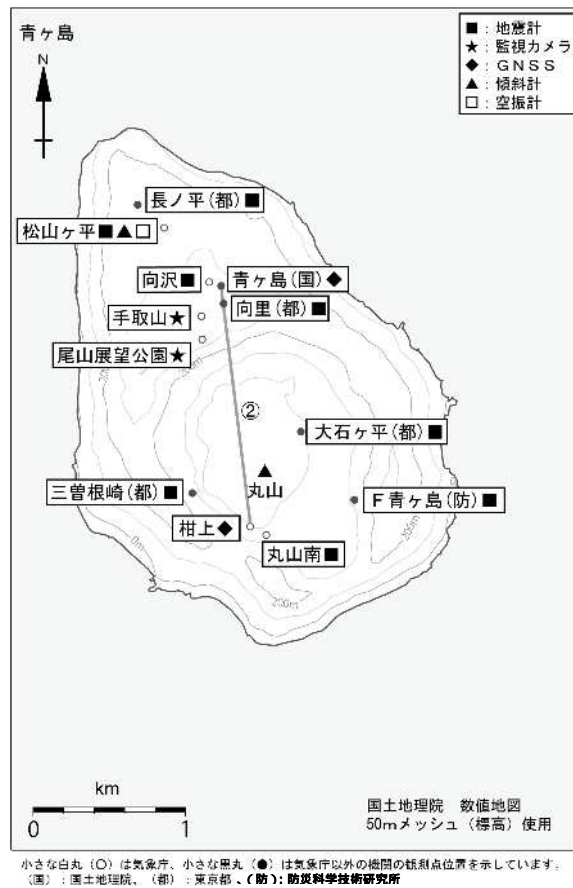 青ヶ島
N
■：地震計
★：監視カメラ
◆：GNSS
▲：傾斜計
□：空振計
長ノ平(都)■
松山ヶ平■▲□
向沢■
青ヶ島(国)◆
向里(都)■
手取山★
尾山展望公園★
200m
②
大石ヶ平(都)■
丸山
三曽根崎(都)■
F青ヶ島(防)■
柑上◆
丸山南■
0m
200m
200m
km
0 1
国土地理院 数値地図
50mメッシュ（標高）使用
小さな白丸（○）は気象庁、小さな黒丸（●）は気象庁以外の機関の観測点位置を示しています。
（国）：国土地理院、（都）：東京都、（防）：防災科学技術研究所